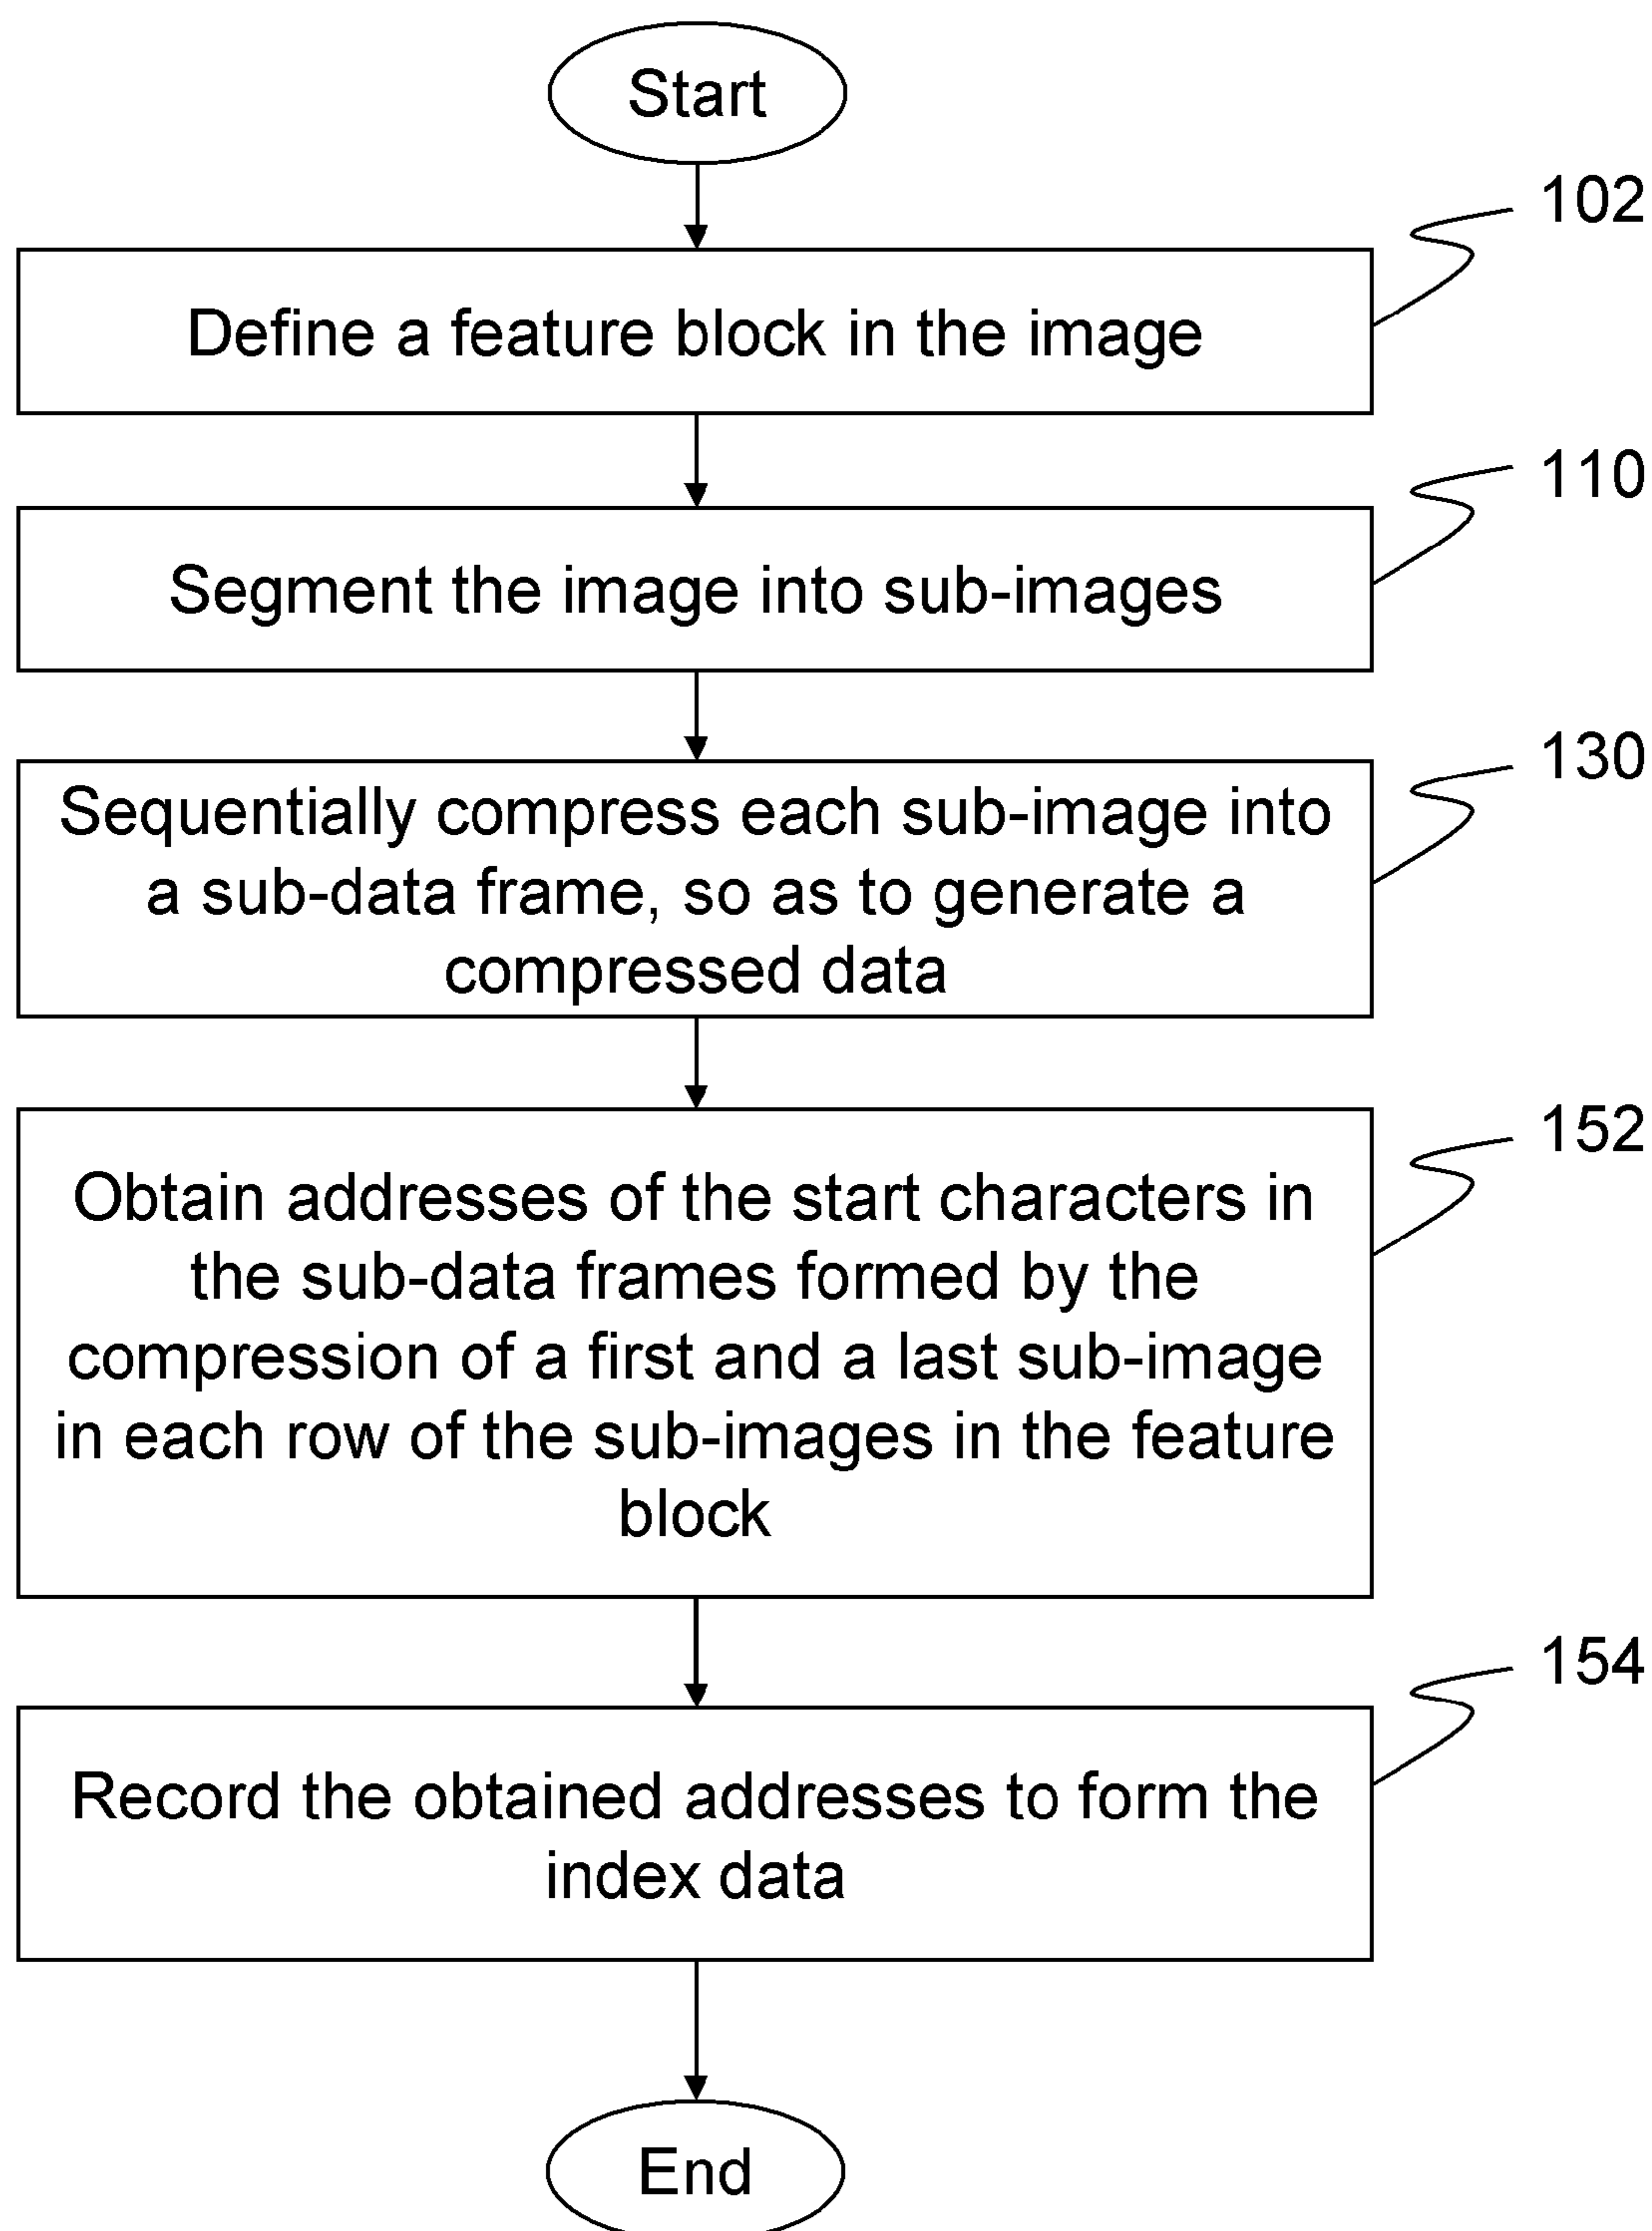 Start
102
Define a feature block in the image
110
Segment the image into sub-images
130
Sequentially compress each sub-image into
a sub-data frame, so as to generate a
compressed data
152
Obtain addresses of the start characters in
the sub-data frames formed by the
compression of a first and a last sub-image
in each row of the sub-images in the feature
block
154
Record the obtained addresses to form the
index data
End